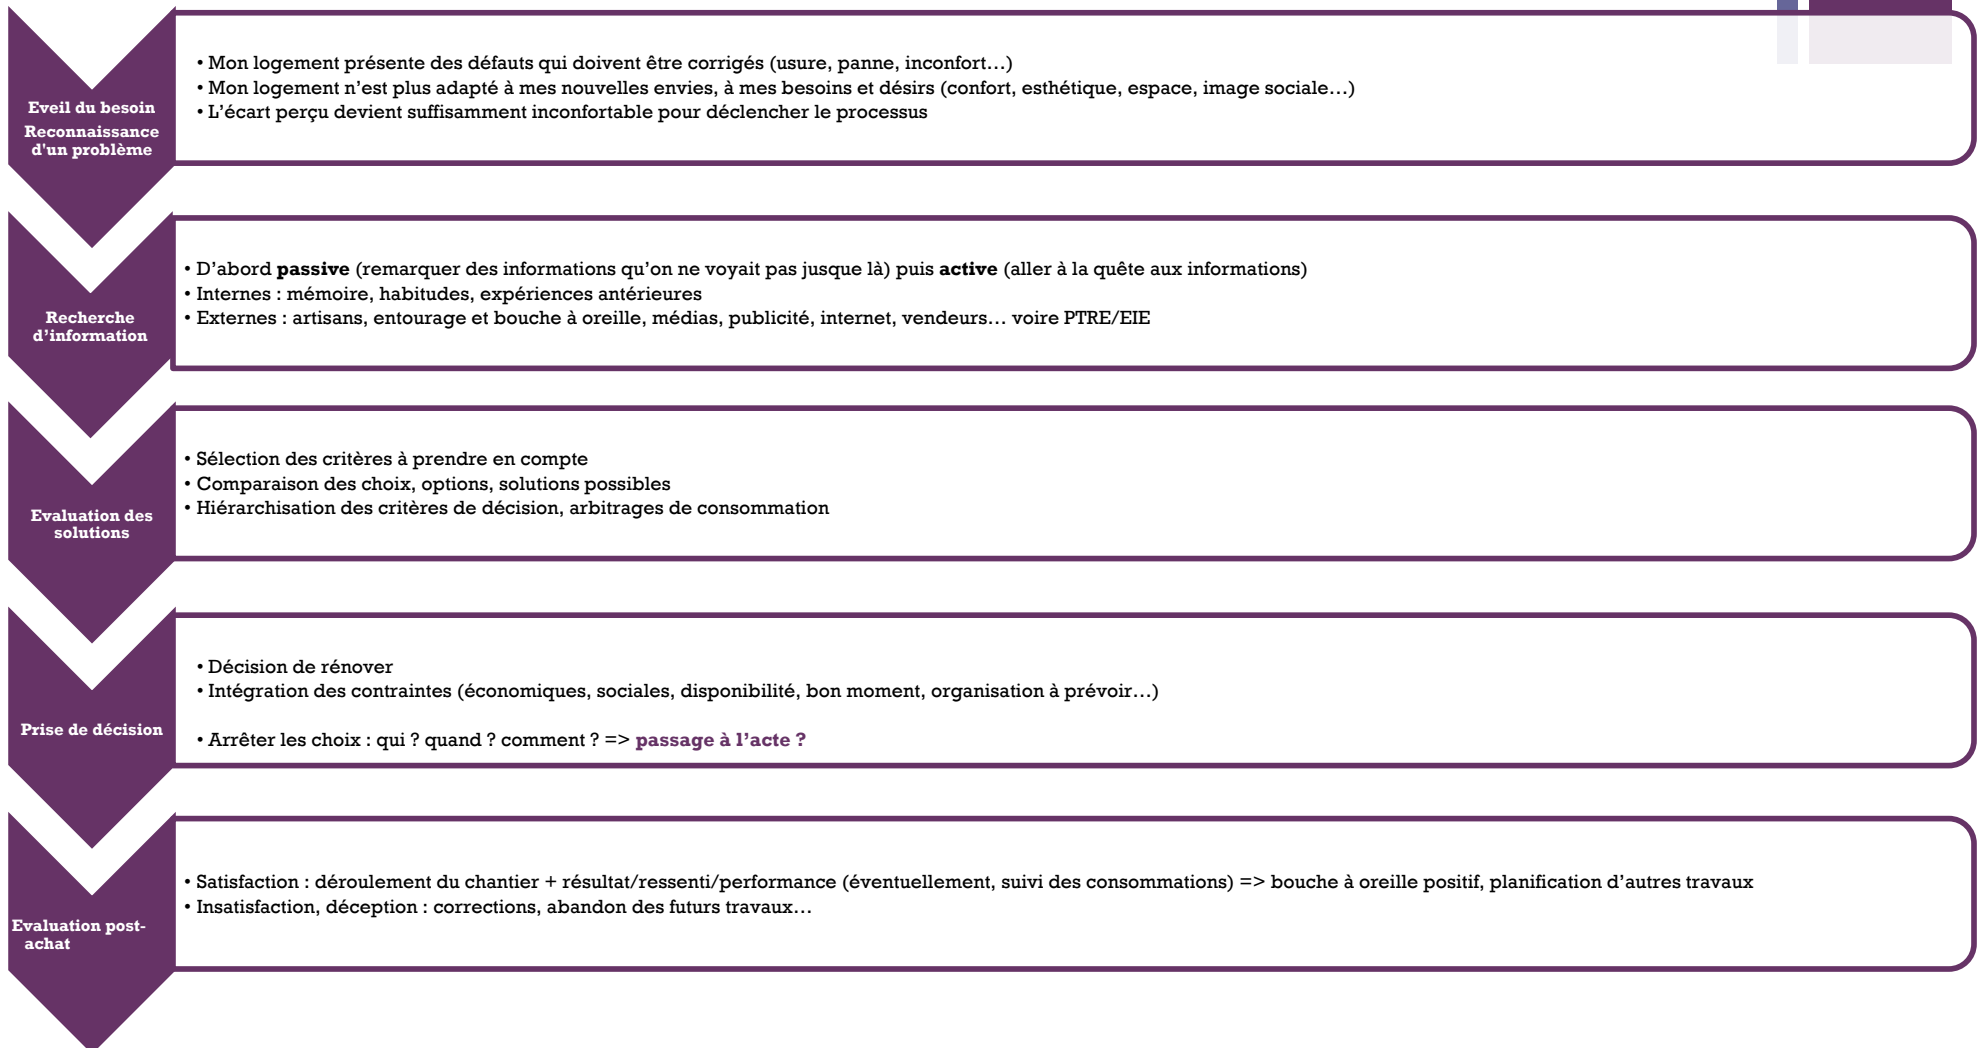 Eveil du besoin
Reconnaissance
d'un problème
• Mon logement présente des défauts qui doivent être corrigés (usure, panne, inconfort…)
• Mon logement n’est plus adapté à mes nouvelles envies, à mes besoins et désirs (confort, esthétique, espace, image sociale…)
• L’écart perçu devient suffisamment inconfortable pour déclencher le processus
Recherche
d’information
• D’abord passive (remarquer des informations qu’on ne voyait pas jusque là) puis active (aller à la quête aux informations)
• Internes : mémoire, habitudes, expériences antérieures
• Externes : artisans, entourage et bouche à oreille, médias, publicité, internet, vendeurs… voire PTRE/EIE
Evaluation des
solutions
• Sélection des critères à prendre en compte
• Comparaison des choix, options, solutions possibles
• Hiérarchisation des critères de décision, arbitrages de consommation
Prise de décision
• Décision de rénover
• Intégration des contraintes (économiques, sociales, disponibilité, bon moment, organisation à prévoir…)
• Arrêter les choix : qui ? quand ? comment ? => passage à l’acte ?
Evaluation post-
achat
• Satisfaction : déroulement du chantier + résultat/ressenti/performance (éventuellement, suivi des consommations) => bouche à oreille positif, planification d’autres travaux
• Insatisfaction, déception : corrections, abandon des futurs travaux…